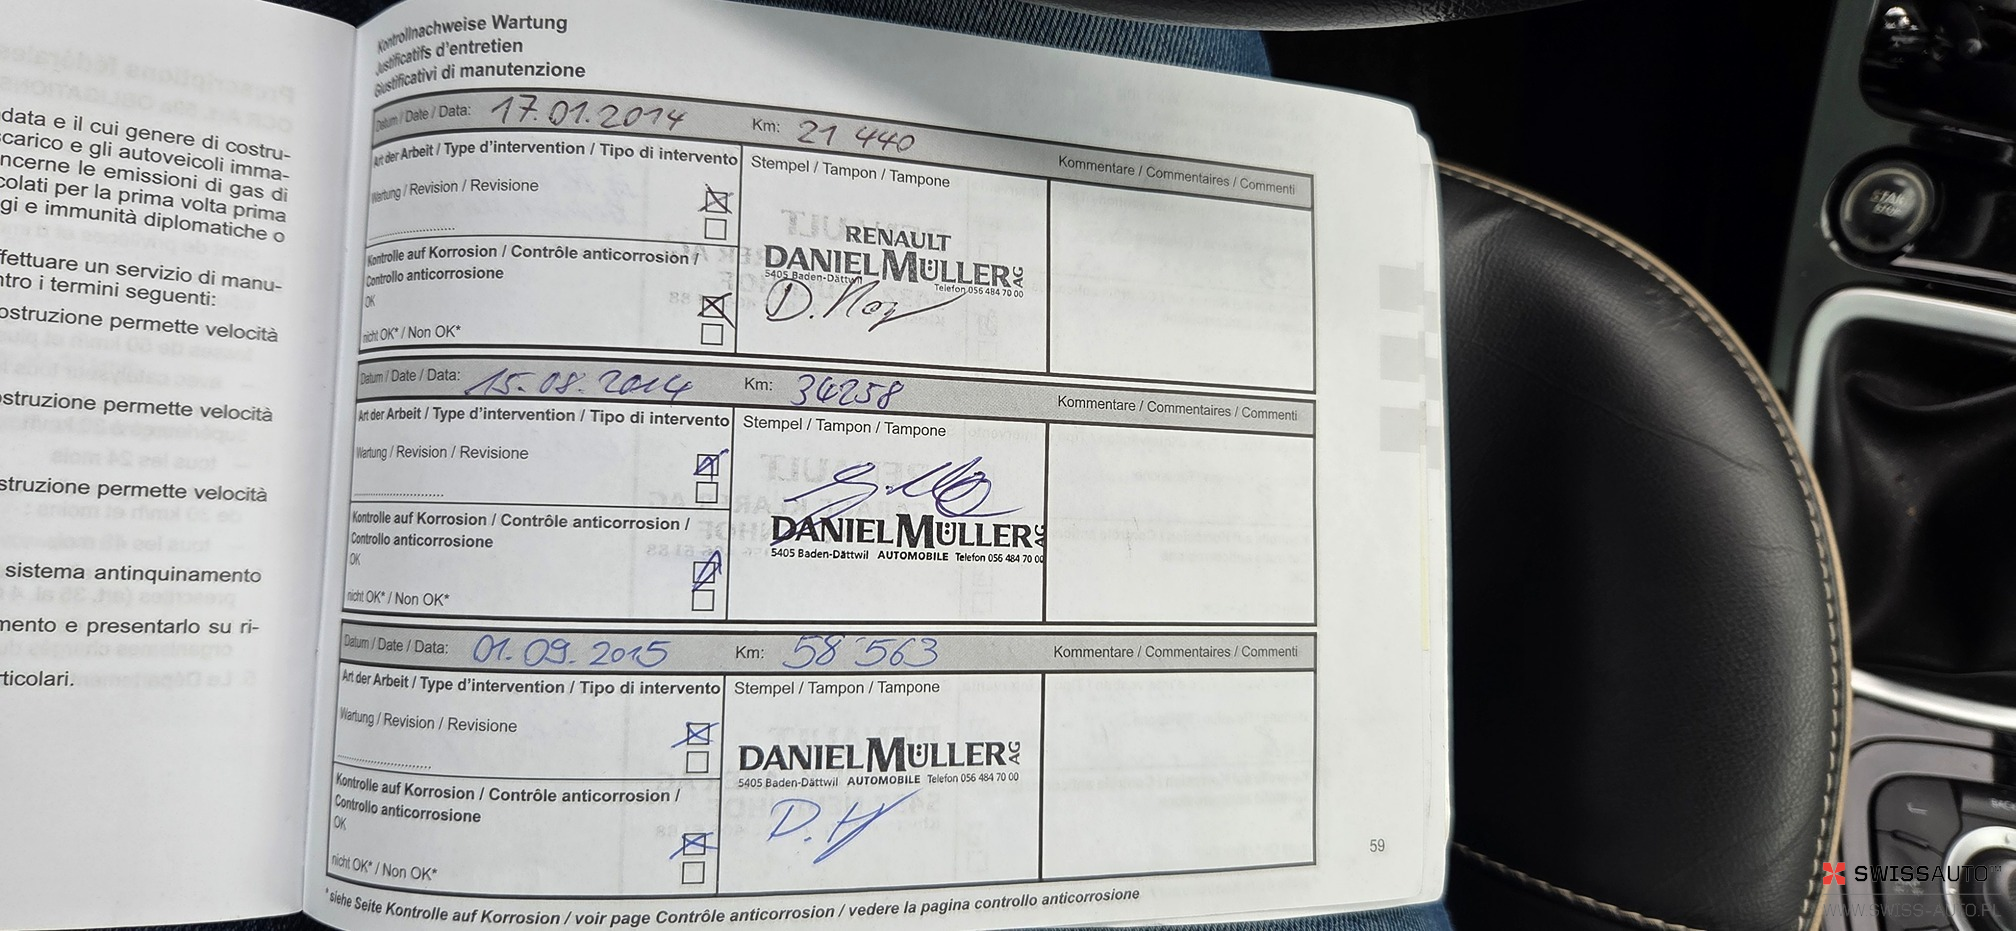 data e il cui genere di costru-
scarico e gli autoveicoli imma-
ncerne le emissioni di gas di
colati per la prima volta prima
gi e immunità diplomatiche o
ffettuare un servizio di manu-
ntro i termini seguenti:
ostruzione permette velocità
ostruzione permette velocità
struzione permette velocità
sistema antinquinamento
mento e presentarlo su ri-
rticolari.
Kontrollnachweise Wartung
Justificatifs d'entretien
Giustificativi di manutenzione
Datum / Date / Data: 17.01.2014 Km: 21 440
Kommentare / Commentaires / Commenti
Art der Arbeit / Type d'intervention / Tipo di intervento
Stempel / Tampon / Tampone
Wartung / Revision / Revisione
RENAULT
DANIEL MÜLLER AG
5405 Baden-Dättwil
Telefon 056 484 70 00
Kontrolle auf Korrosion / Contrôle anticorrosion /
Controllo anticorrosione
OK
nicht OK* / Non OK*
Datum / Date / Data: 15.08.2014 Km: 34258
Kommentare / Commentaires / Commenti
Art der Arbeit / Type d'intervention / Tipo di intervento
Stempel / Tampon / Tampone
Wartung / Revision / Revisione
DANIEL MÜLLER AG
5405 Baden-Dättwil AUTOMOBILE Telefon 056 484 70 00
Kontrolle auf Korrosion / Contrôle anticorrosion /
Controllo anticorrosione
OK
nicht OK* / Non OK*
Datum / Date / Data: 01.09.2015 Km: 58'563
Kommentare / Commentaires / Commenti
Art der Arbeit / Type d'intervention / Tipo di intervento
Stempel / Tampon / Tampone
Wartung / Revision / Revisione
DANIEL MÜLLER AG
5405 Baden-Dättwil AUTOMOBILE Telefon 056 484 70 00
Kontrolle auf Korrosion / Contrôle anticorrosion /
Controllo anticorrosione
OK
nicht OK* / Non OK*
*siehe Seite Kontrolle auf Korrosion / voir page Contrôle anticorrosion / vedere la pagina controllo anticorrosione
59
START
STOP
SWISSAUTO
WWW.SWISS-AUTO.PL